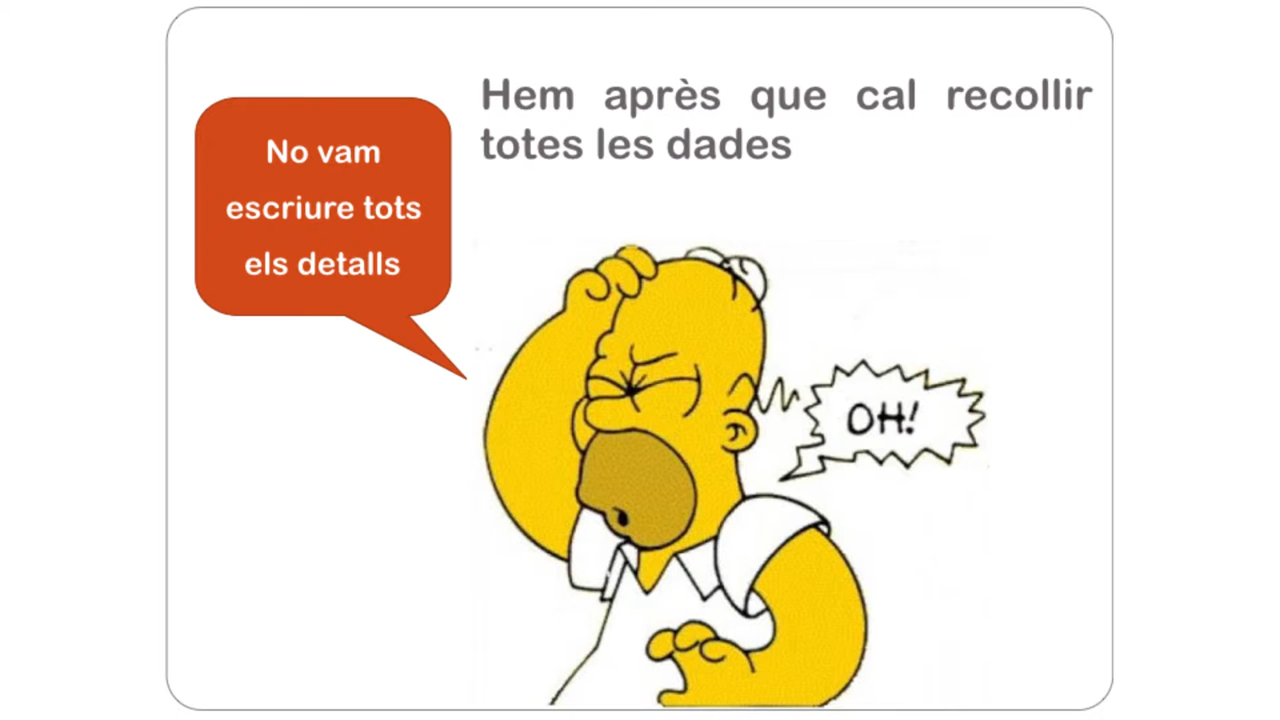 Hem après que cal recollir
totes les dades
No vam
escriure tots
els detalls
OH!